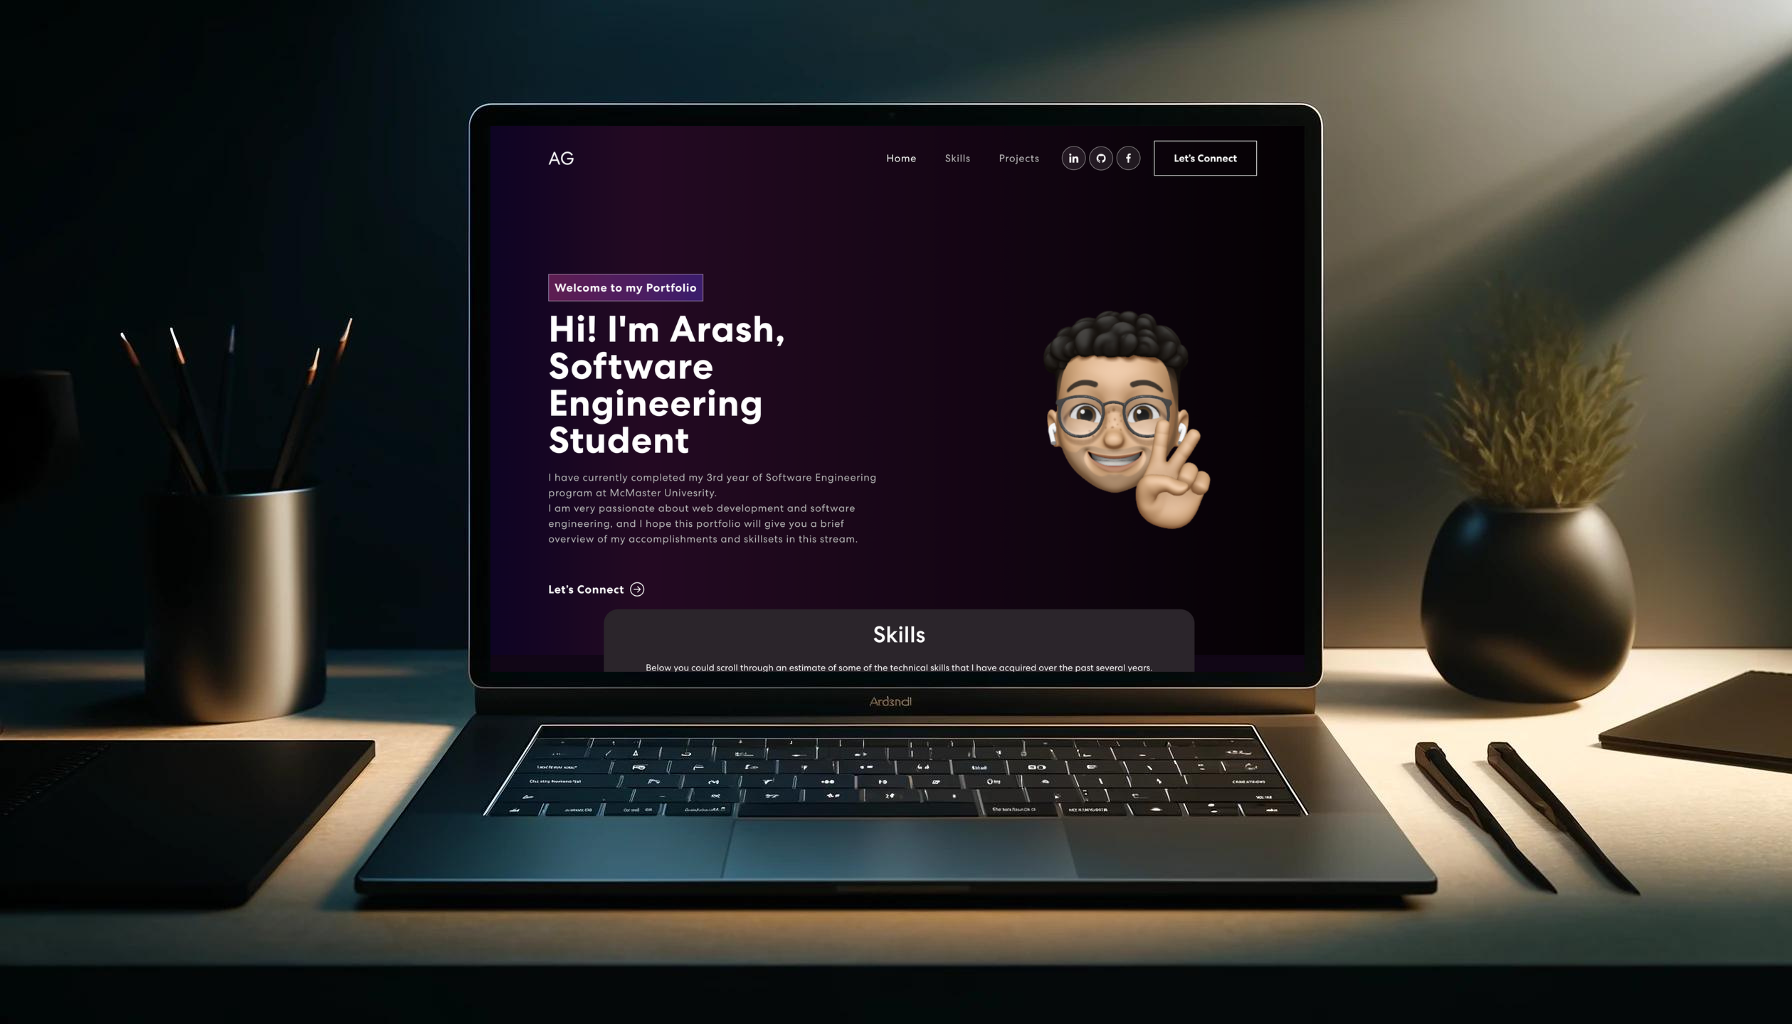 AG
Home Skills Projects in f Let's Connect
Welcome to my Portfolio
Hi! I'm Arash,
Software
Engineering
Student
I have currently completed my 3rd year of Software Engineering
program at McMaster Univesrity.
I am very passionate about web development and software
engineering, and I hope this portfolio will give you a brief
overview of my accomplishments and skillsets in this stream.
Let's Connect
Skills
Below you could scroll through an estimate of some of the technical skills that I have acquired over the past several years.